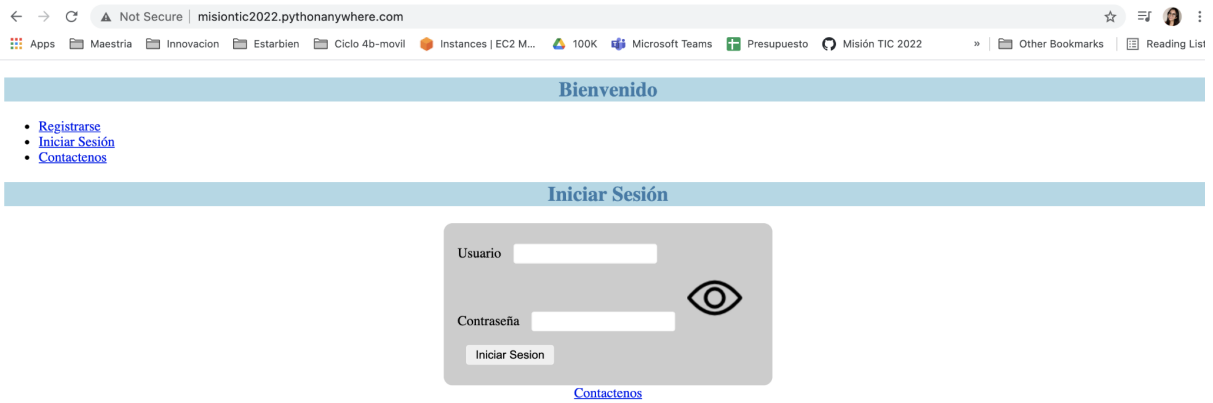 Not Secure misiontic2022.pythonanywhere.com
Apps Maestria Innovacion Estarbien Ciclo 4b-movil Instances | EC2 M... 100K Microsoft Teams Presupuesto Misión TIC 2022 » Other Bookmarks Reading List
Bienvenido
Registrarse
Iniciar Sesión
Contactenos
Iniciar Sesión
Usuario
Contraseña
Iniciar Sesion
Contactenos